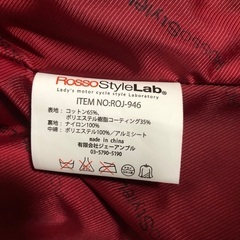 RossoStyleLab®
Lady's motor cycle style Laboratory
ITEM NO:ROJ-946
表地：コットン65%、
ポリエステル樹脂コーティング35%
裏地：ナイロン100%
中綿：ポリエステル100%／アルミシート
made in china
有限会社ジェーアンブル
03-5790-5190